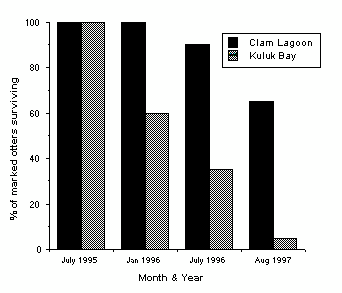 100
80
60
40
20
0
% of marked otters surviving
Clam Lagoon
Kuluk Bay
July 1995 Jan 1996 July 1996 Aug 1997
Month & Year